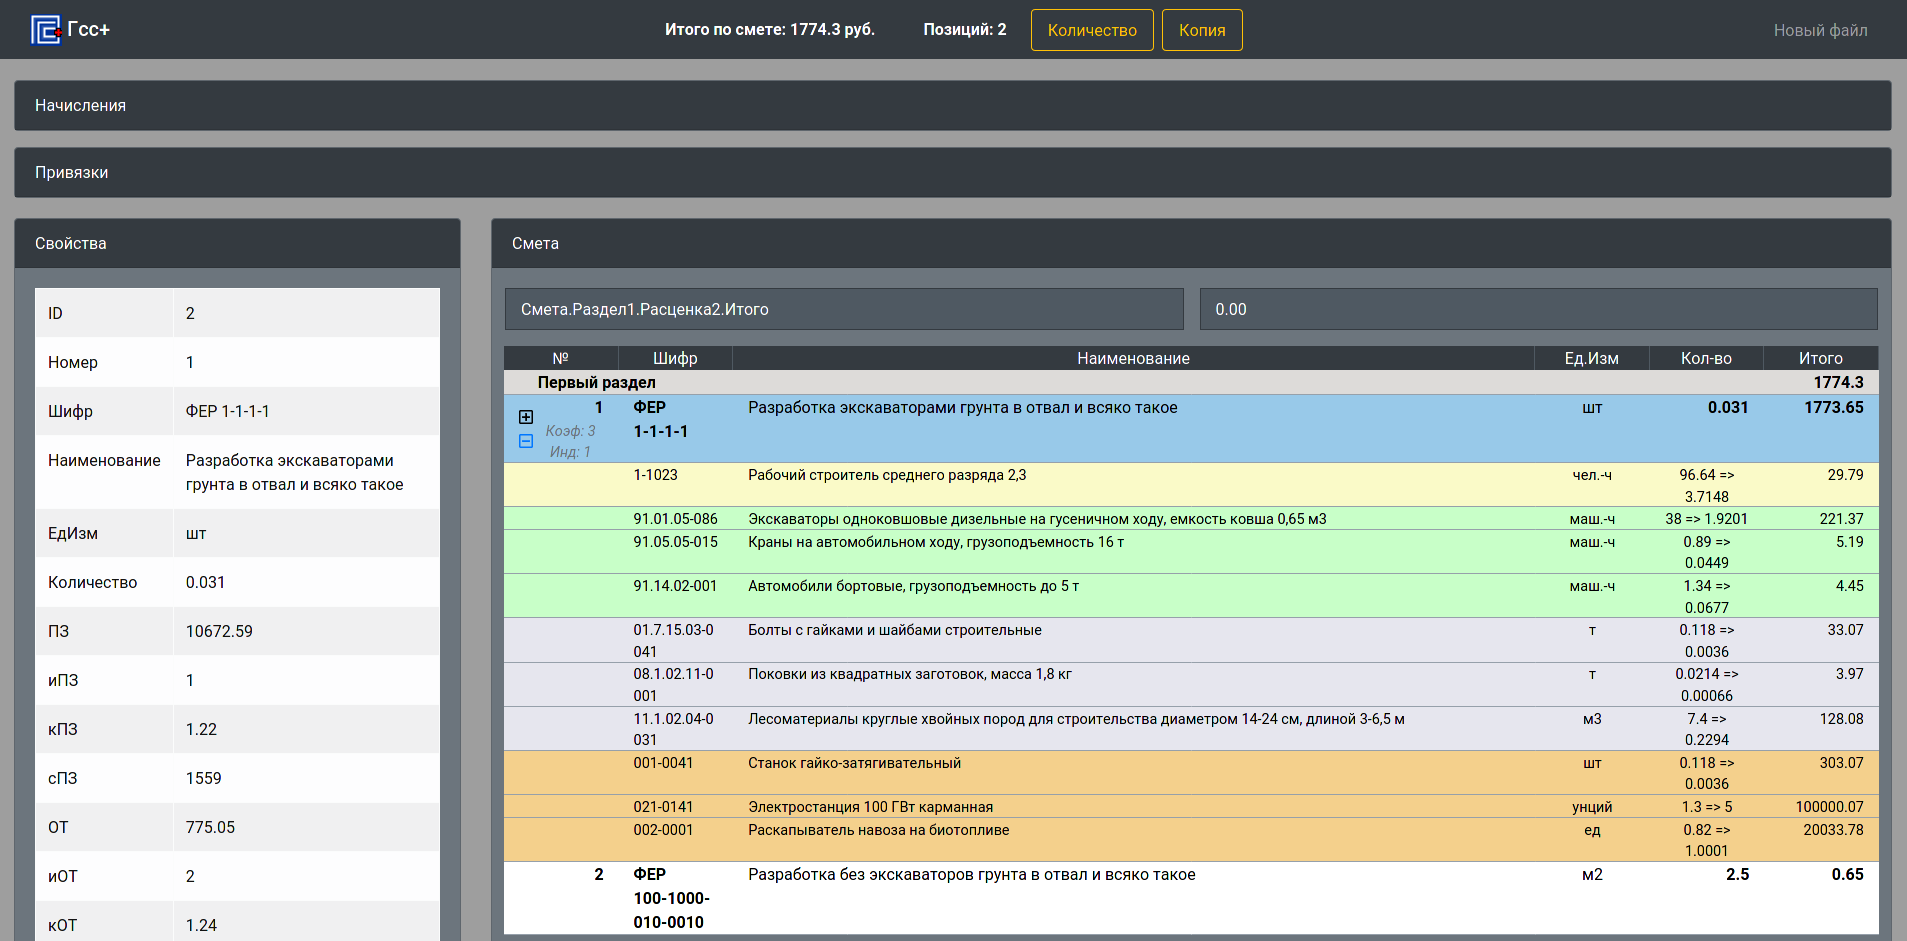 Гсс+
Итого по смете: 1774.3 руб.
Позиций: 2
Количество
Копия
Новый файл
Начисления
Привязки
Свойства
ID 2
Номер 1
Шифр ФЕР 1-1-1-1
Наименование Разработка экскаваторами
грунта в отвал и всяко такое
ЕдИзм шт
Количество 0.031
ПЗ 10672.59
иПЗ 1
кПЗ 1.22
сПЗ 1559
ОТ 775.05
иОТ 2
кОТ 1.24
Смета
Смета.Раздел1.Расценка2.Итого 0.00
№ Шифр Наименование Ед.Изм Кол-во Итого
Первый раздел 1774.3
1 ФЕР Разработка экскаваторами грунта в отвал и всяко такое шт 0.031 1773.65
Коэф: 3 1-1-1-1
Инд: 1
1-1023 Рабочий строитель среднего разряда 2,3 чел.-ч 96.64 => 29.79
3.7148
91.01.05-086 Экскаваторы одноковшовые дизельные на гусеничном ходу, емкость ковша 0,65 м3 маш.-ч 38 => 1.9201 221.37
91.05.05-015 Краны на автомобильном ходу, грузоподъемность 16 т маш.-ч 0.89 => 5.19
0.0449
91.14.02-001 Автомобили бортовые, грузоподъемность до 5 т маш.-ч 1.34 => 4.45
0.0677
01.7.15.03-0 Болты с гайками и шайбами строительные т 0.118 => 33.07
041 0.0036
08.1.02.11-0 Поковки из квадратных заготовок, масса 1,8 кг т 0.0214 => 3.97
001 0.00066
11.1.02.04-0 Лесоматериалы круглые хвойных пород для строительства диаметром 14-24 см, длиной 3-6,5 м м3 7.4 => 128.08
031 0.2294
001-0041 Станок гайко-затягивательный шт 0.118 => 303.07
0.0036
021-0141 Электростанция 100 ГВт карманная унций 1.3 => 5 100000.07
002-0001 Раскапыватель навоза на биотопливе ед 0.82 => 20033.78
1.0001
2 ФЕР Разработка без экскаваторов грунта в отвал и всяко такое м2 2.5 0.65
100-1000-
010-0010